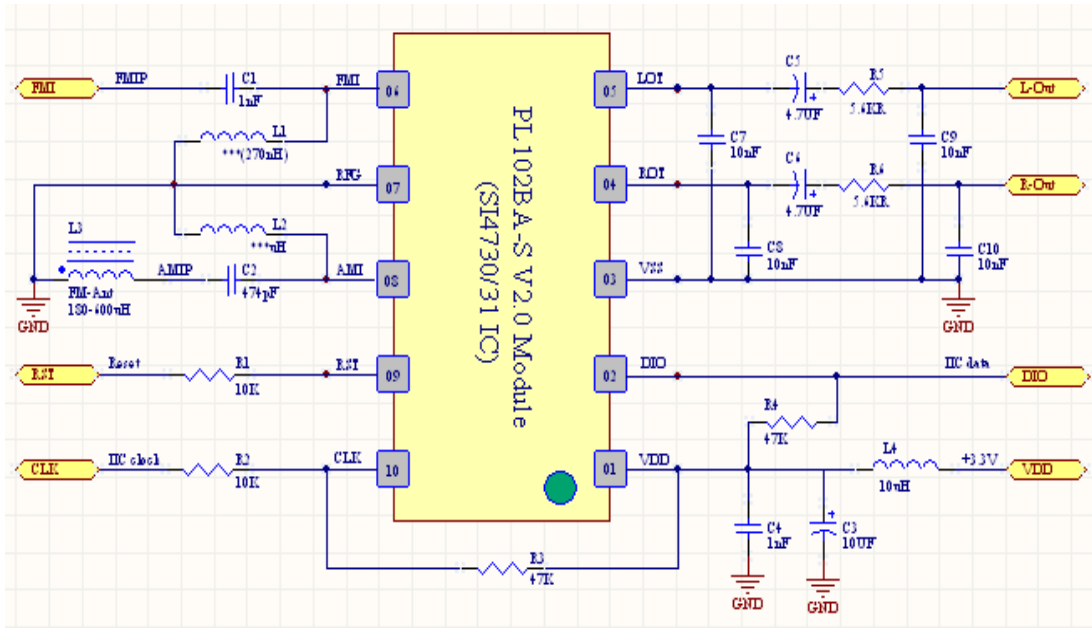 FMI
FMIP
C1
1nF
FMI
06
L1
***(270nH)
RFG
07
L2
***nH
L3
AMIP
C2
474pF
AMI
08
FM-Ant
180-600uH
GND
RST
Reset
R1
10K
RST
09
CLK
IIC clock
R2
10K
CLK
10
R3
47K
PL102BA-S V2.0 Module
(SI4730/31 IC)
05
LOT
C5
4.7UF
R5
5.6KR
L-Out
C7
10nF
C9
10nF
04
ROT
C6
4.7UF
R6
5.6KR
R-Out
C8
10nF
C10
10nF
03
VSS
GND
02
DIO
IIC data
DIO
R4
47K
01
VDD
L4
10nH
+3.3V
VDD
C4
1nF
C3
10UF
GND
GND